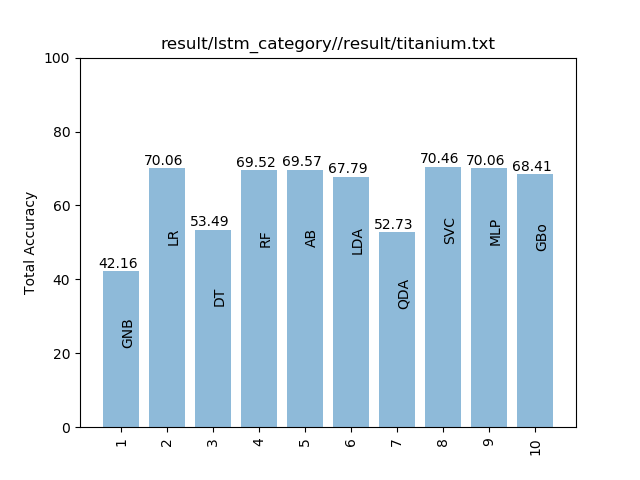 result/lstm_category//result/titanium.txt
Total Accuracy
100
80
60
40
20
0
42.16
70.06
53.49
69.52
69.57
67.79
52.73
70.46
70.06
68.41
GNB
LR
DT
RF
AB
LDA
QDA
SVC
MLP
GBo
1
2
3
4
5
6
7
8
9
10